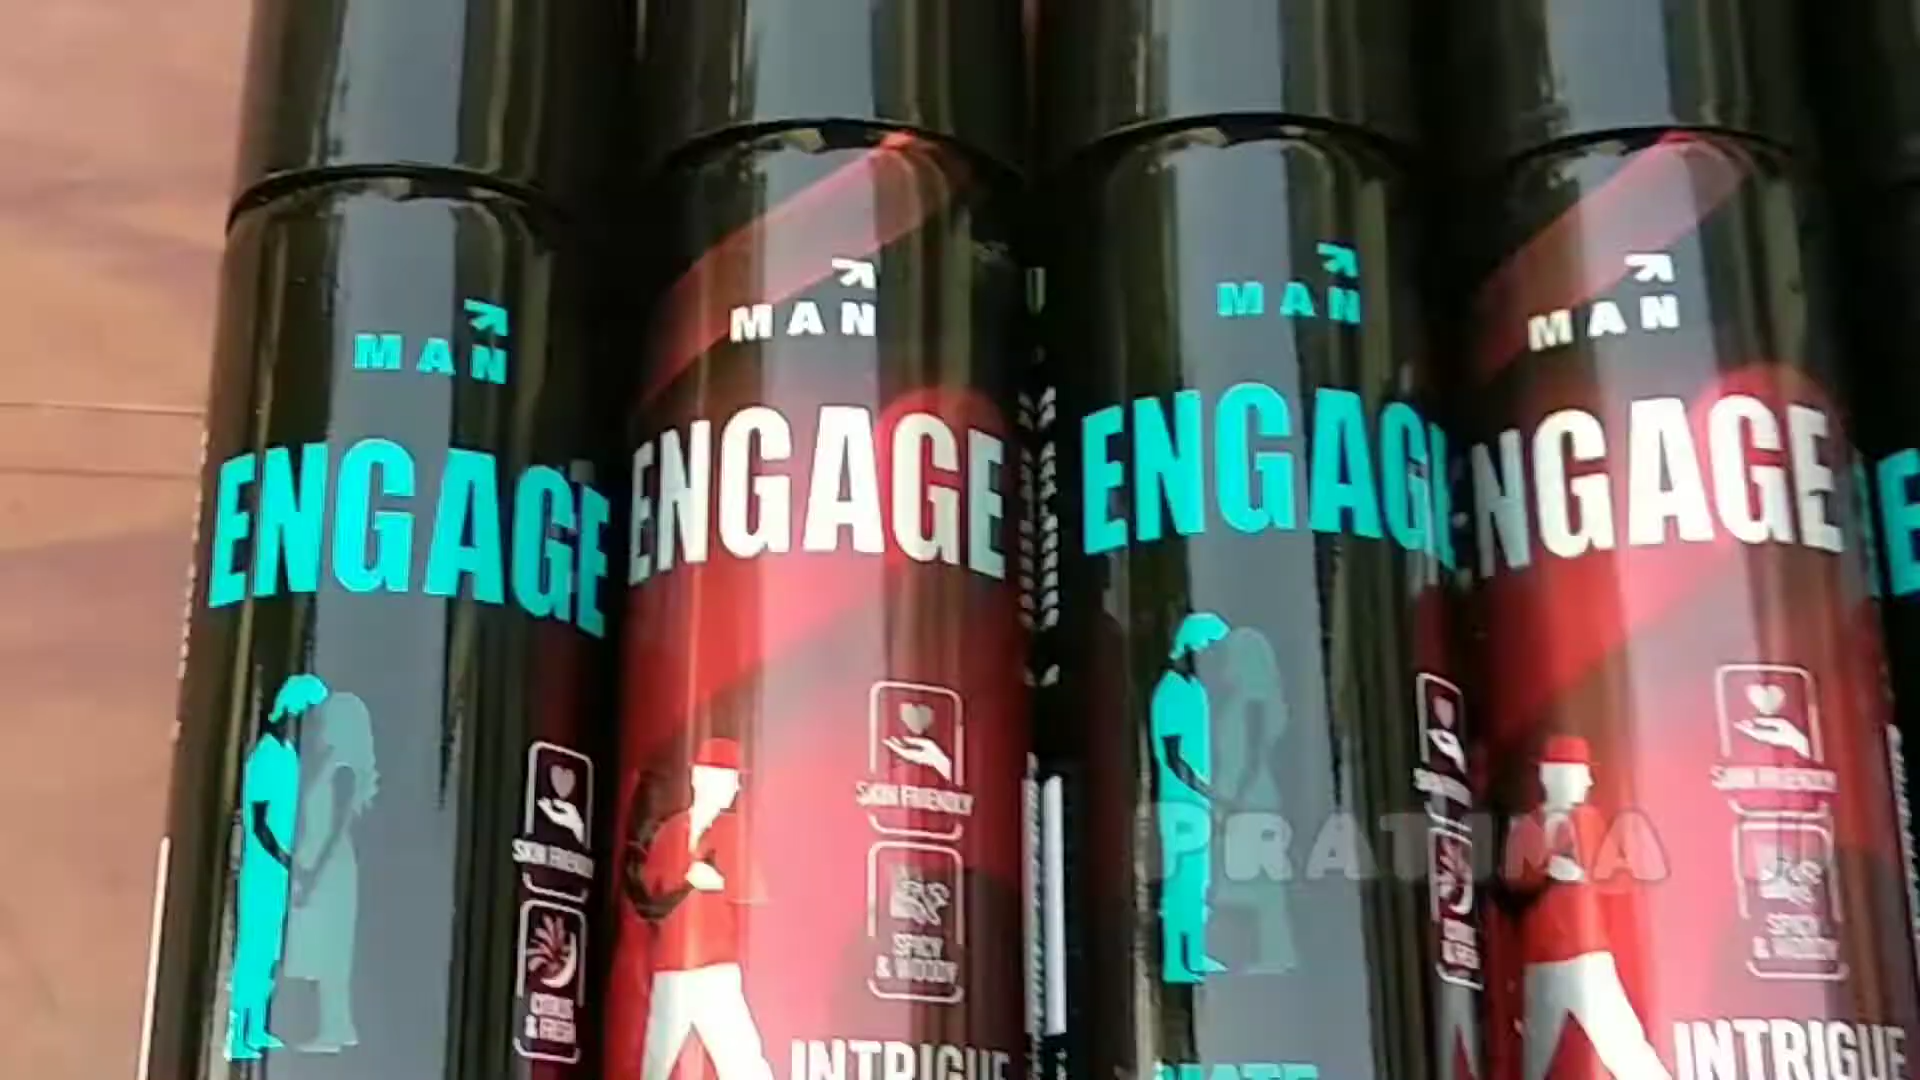 MAN
ENGAGE
SKIN FRIENDLY
CITRUS
& FRESH
MAN
ENGAGE
SKIN FRIENDLY
SPICY
& WOODY
INTRIGUE
MAN
ENGAGE
MAN
ENGAGE
SKIN FRIENDLY
SPICY
& WOODY
INTRIGUE
PRATIMA